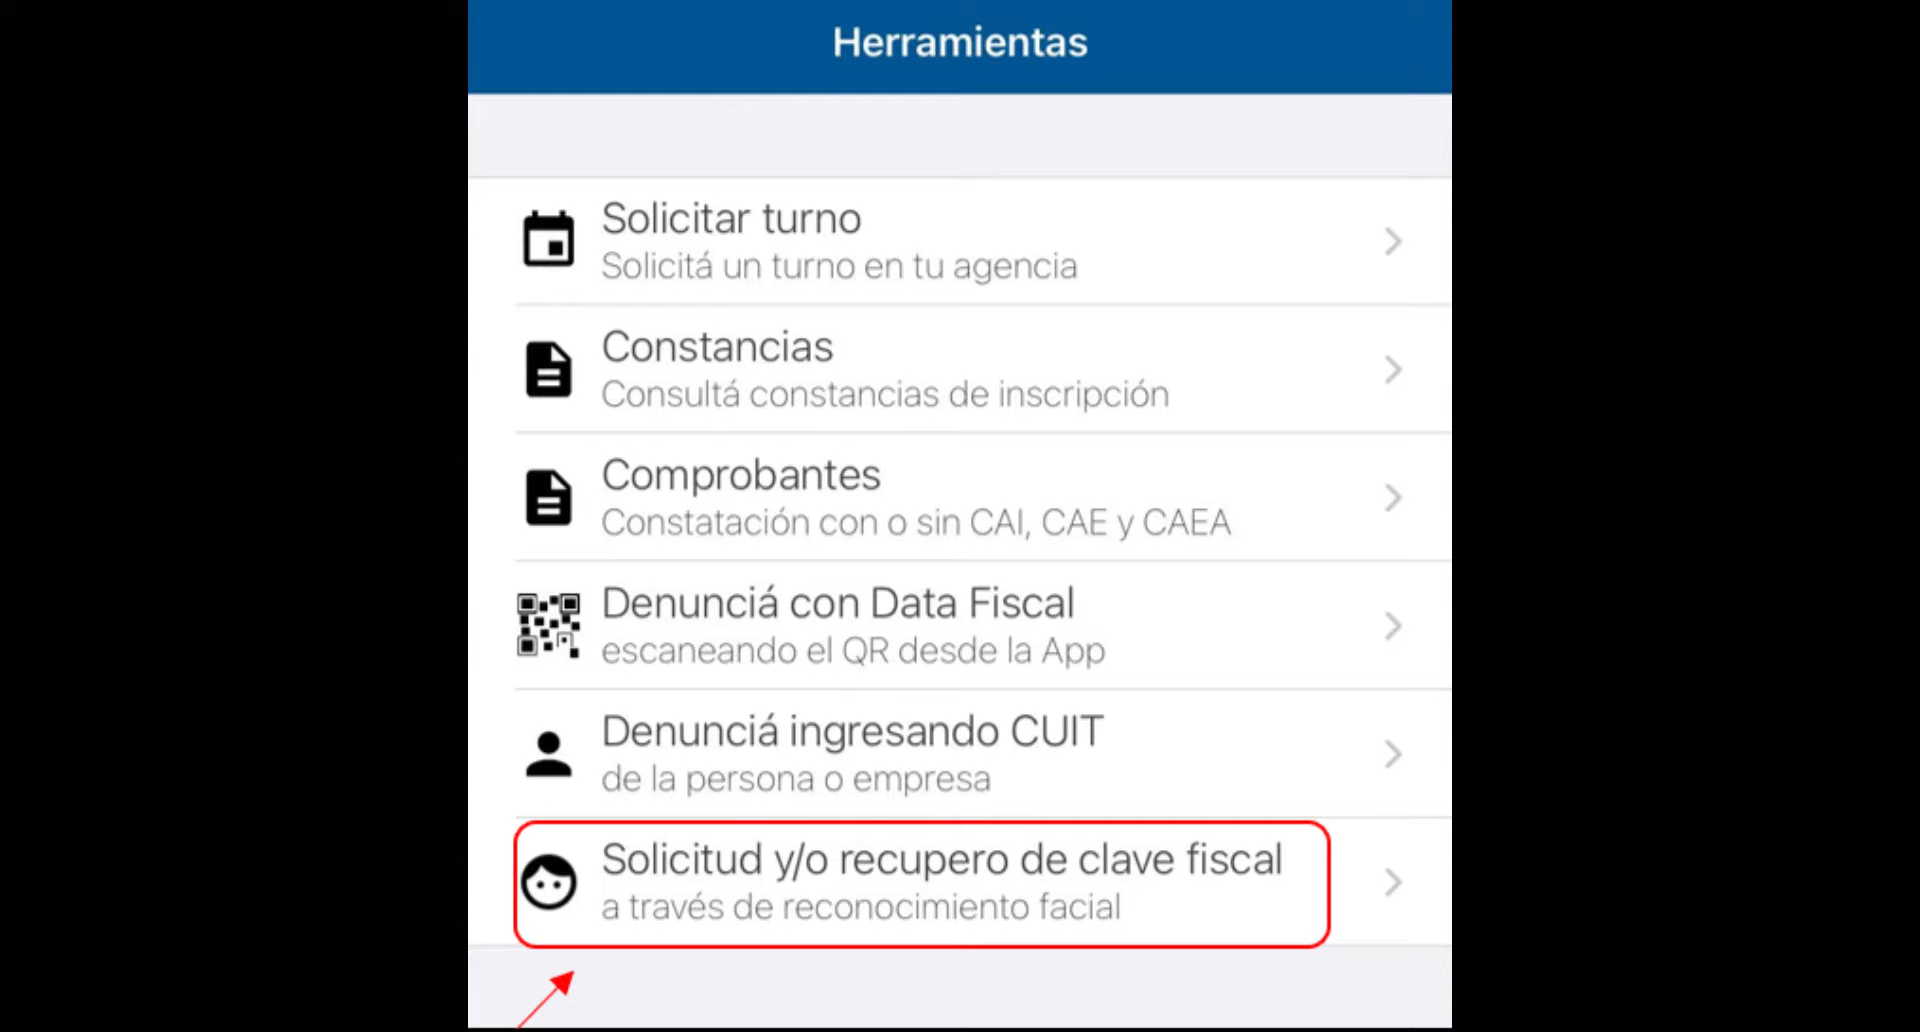 Herramientas
Solicitar turno
Solicitá un turno en tu agencia
Constancias
Consultá constancias de inscripción
Comprobantes
Constatación con o sin CAI, CAE y CAEA
Denunciá con Data Fiscal
escaneando el QR desde la App
Denunciá ingresando CUIT
de la persona o empresa
Solicitud y/o recupero de clave fiscal
a través de reconocimiento facial